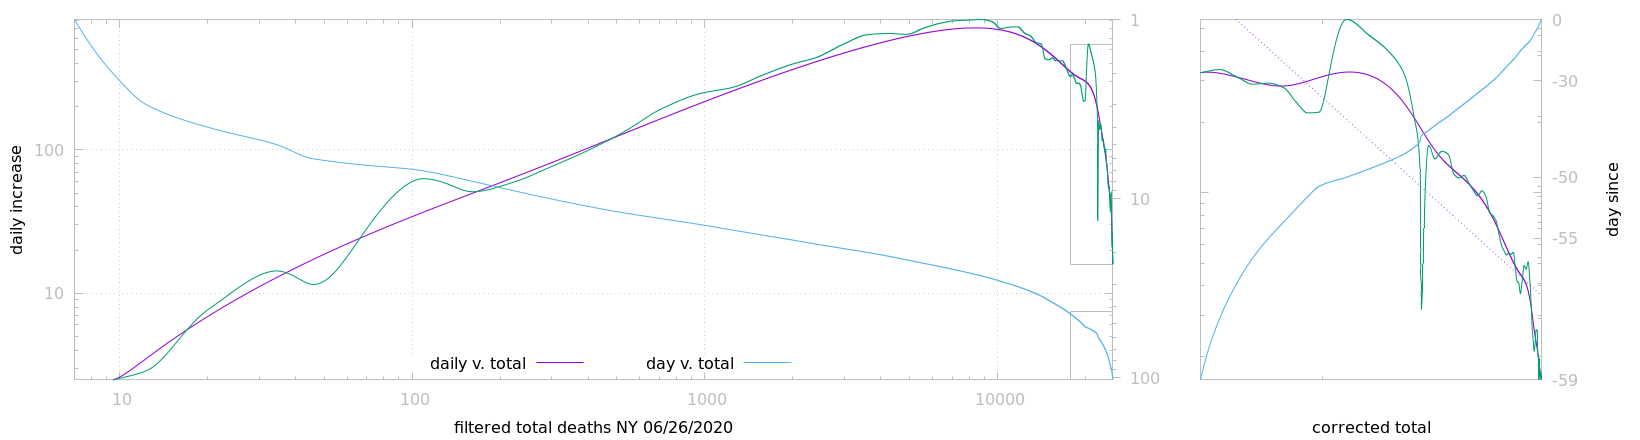 daily increase
100
10
daily v. total
day v. total
10
100
1000
10000
filtered total deaths NY 06/26/2020
1
10
100
0
-30
-50
-55
-59
day since
corrected total